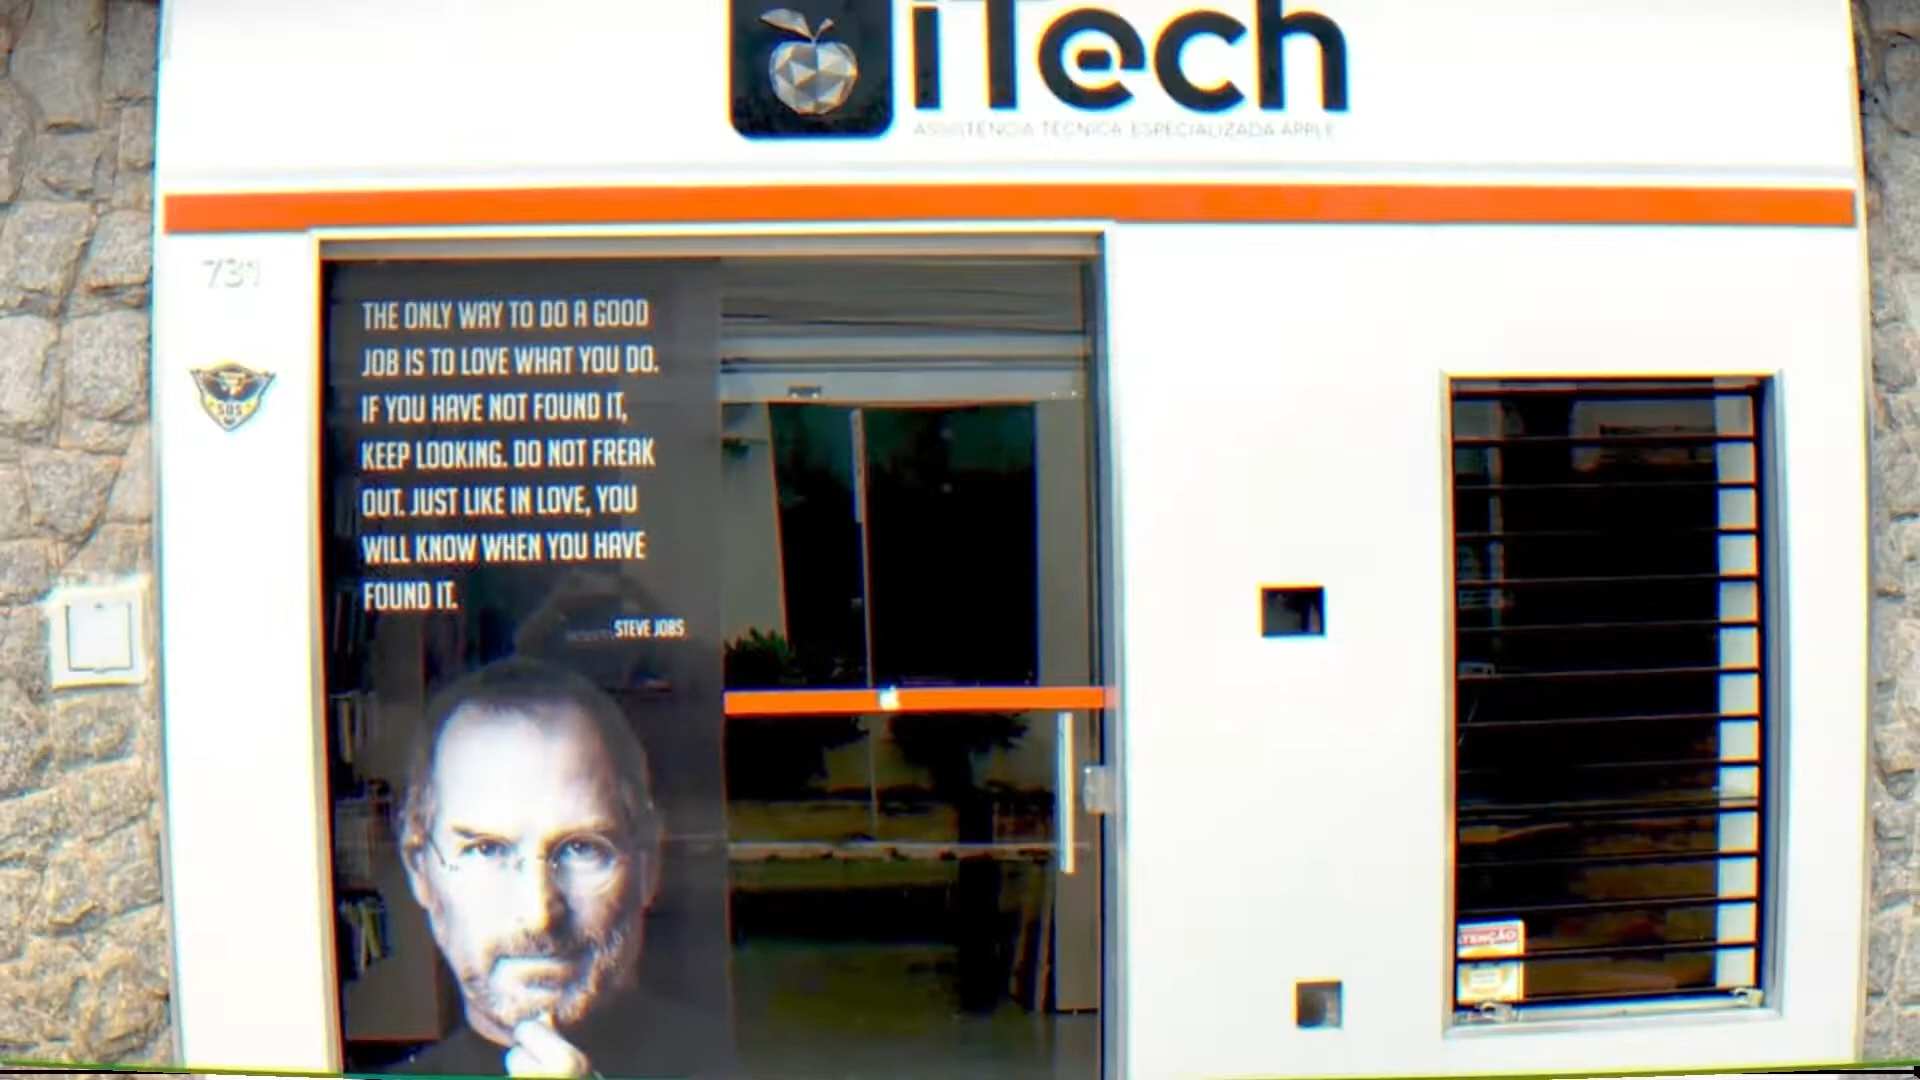 iTech
ASSISTÊNCIA TÉCNICA ESPECIALIZADA APPLE
731
THE ONLY WAY TO DO A GOOD
JOB IS TO LOVE WHAT YOU DO.
IF YOU HAVE NOT FOUND IT,
KEEP LOOKING. DO NOT FREAK
OUT. JUST LIKE IN LOVE, YOU
WILL KNOW WHEN YOU HAVE
FOUND IT.
STEVE JOBS
SOS
ATENÇÃO